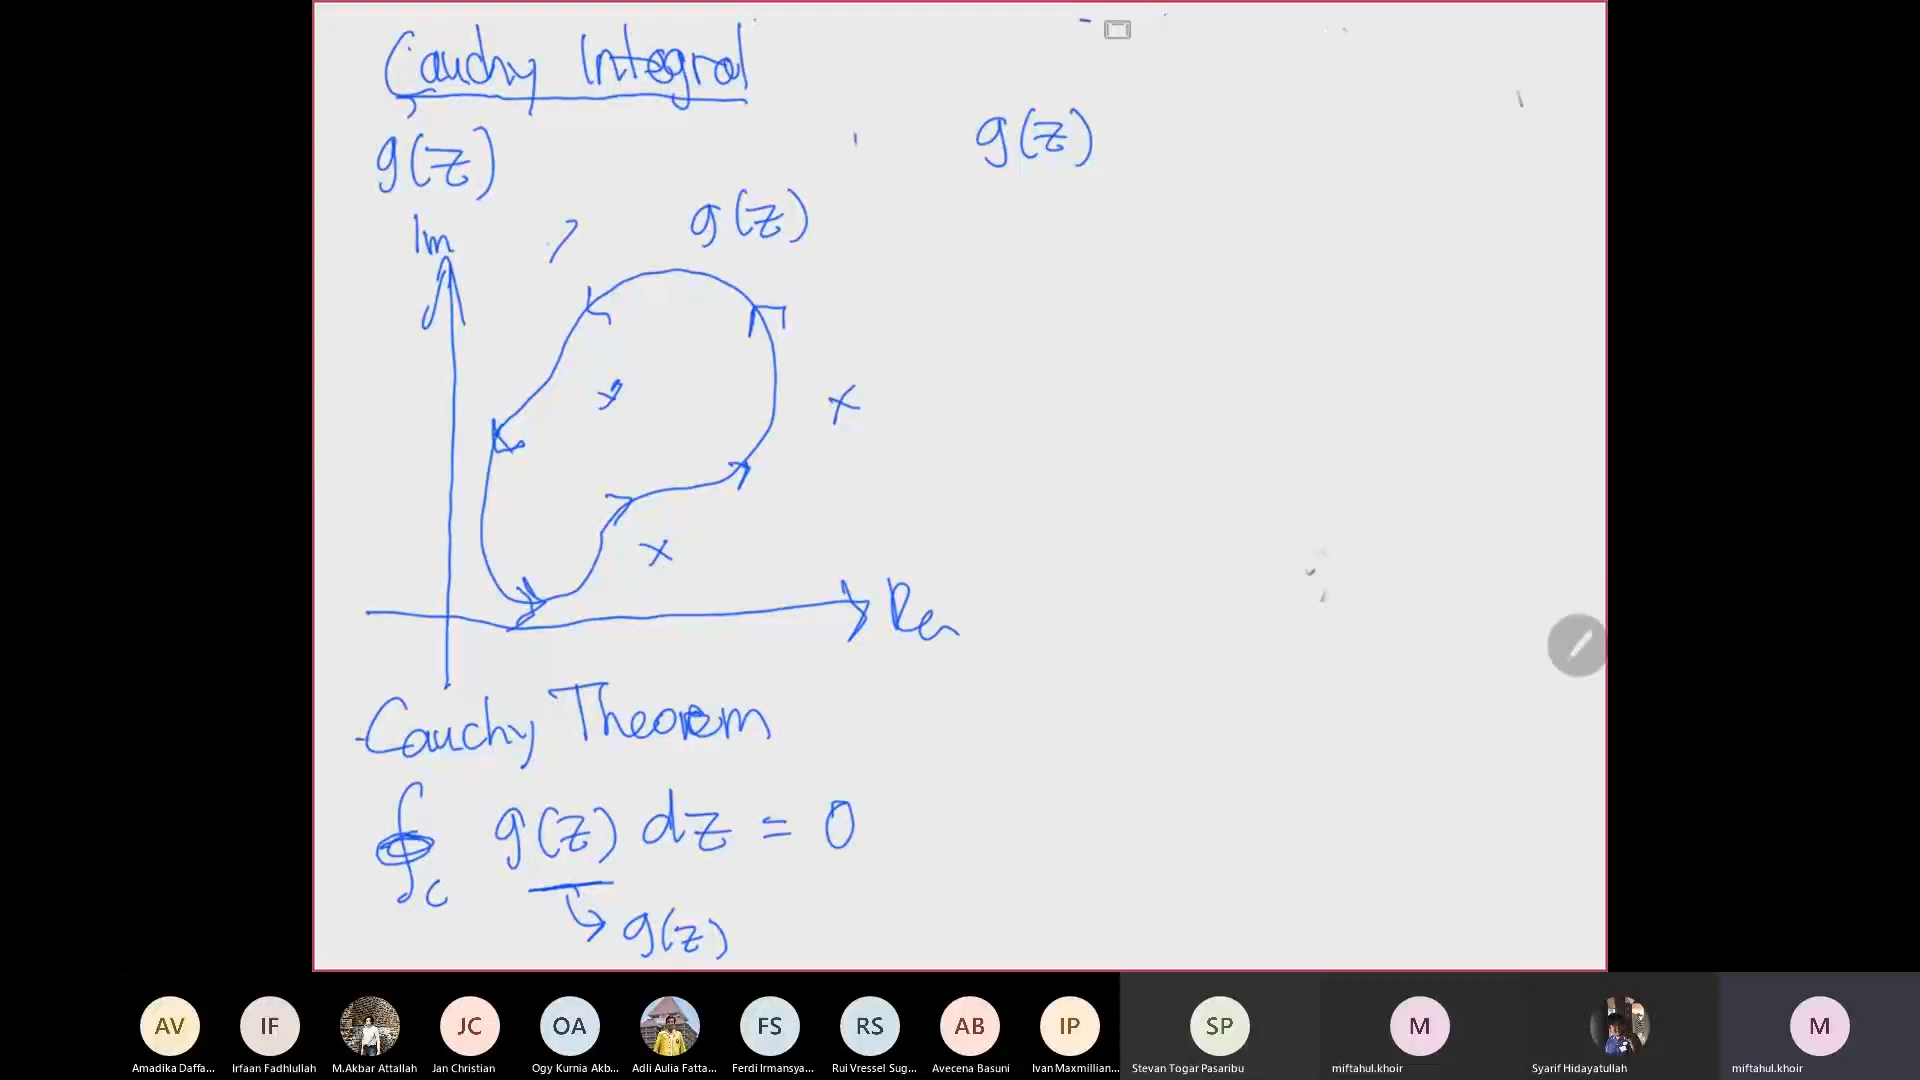 Cauchy Integral
g(z)
g(z)
g(z)
Im
x
x
x
Re
Cauchy Theorem
∮c g(z) dz = 0
g(z)
AV
IF
JC
OA
FS
RS
AB
IP
SP
M
M
Amadika Daffa...
Irfaan Fadhlullah
M.Akbar Attallah
Jan Christian
Ogy Kurnia Akb...
Adli Aulia Fatta...
Ferdi Irmansya...
Rui Vressel Sug...
Avecena Basuni
Ivan Maxmillian...
Stevan Togar Pasaribu
miftahul.khoir
Syarif Hidayatullah
miftahul.khoir